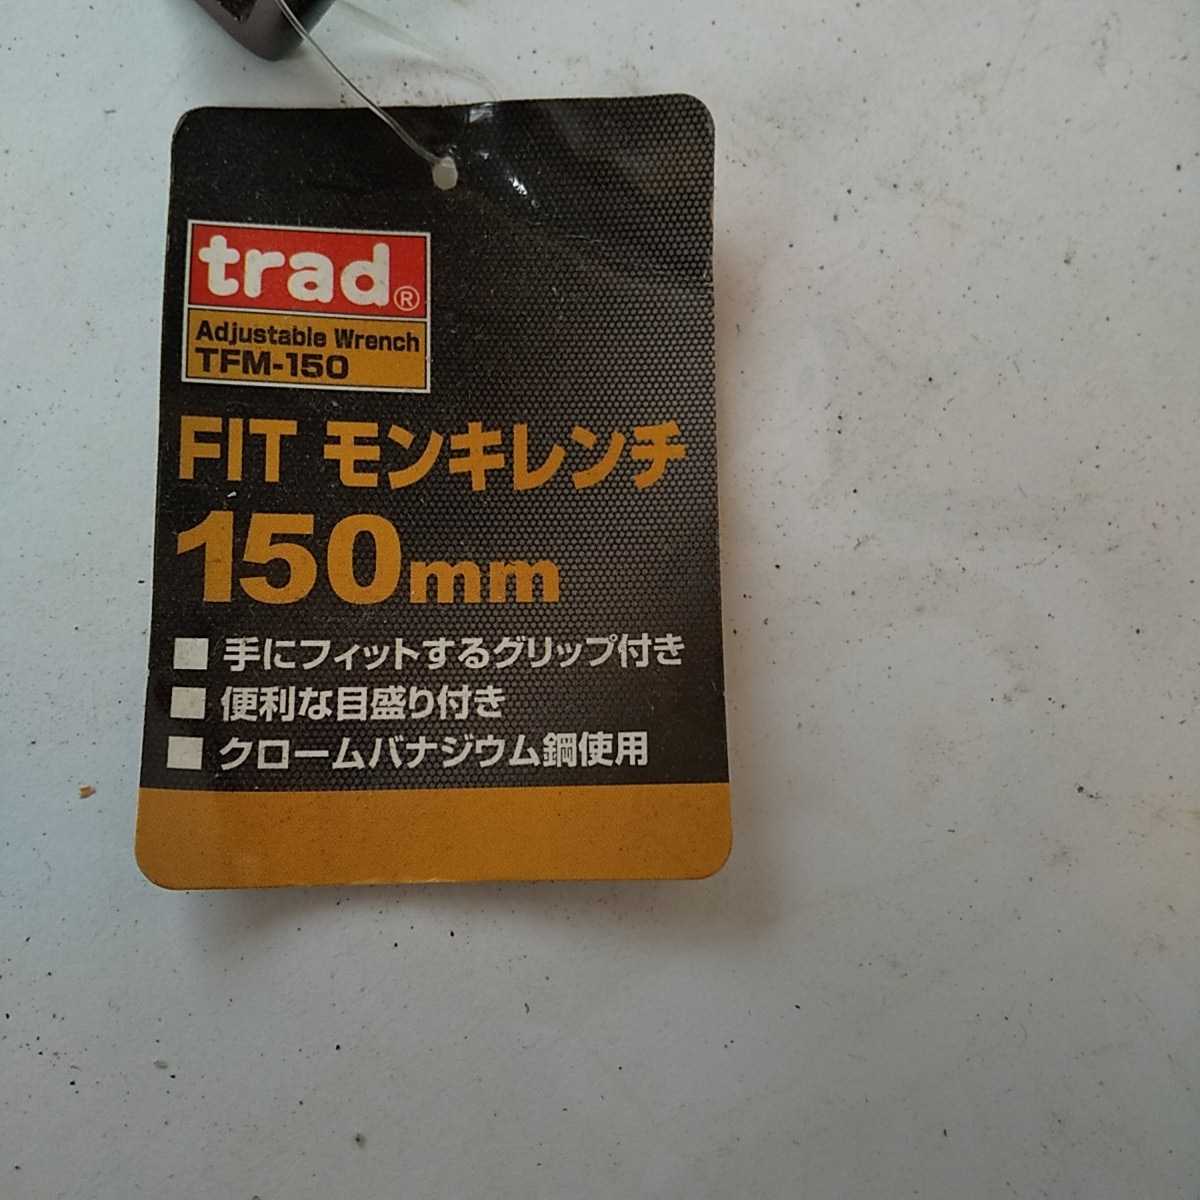 trad®
Adjustable Wrench
TFM-150
FIT モンキレンチ
150mm
■ 手にフィットするグリップ付き
■ 便利な目盛り付き
■ クロームバナジウム鋼使用